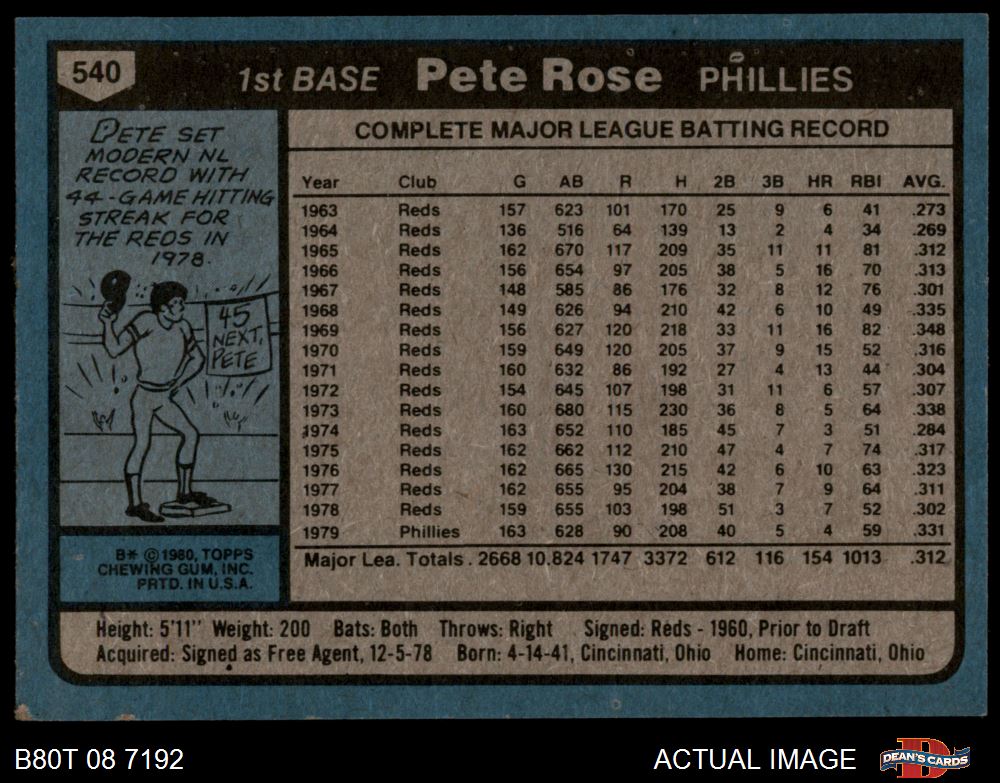 540
1st BASE Pete Rose PHILLIES
PETE SET
MODERN NL
RECORD WITH
44-GAME HITTING
STREAK FOR
THE REDS IN
1978.
45
NEXT,
PETE
B* © 1980, TOPPS
CHEWING GUM, INC.
PRTD. IN U.S.A.
COMPLETE MAJOR LEAGUE BATTING RECORD
Year Club G AB R H 2B 3B HR RBI AVG.
1963 Reds 157 623 101 170 25 9 6 41 .273
1964 Reds 136 516 64 139 13 2 4 34 .269
1965 Reds 162 670 117 209 35 11 11 81 .312
1966 Reds 156 654 97 205 38 5 16 70 .313
1967 Reds 148 585 86 176 32 8 12 76 .301
1968 Reds 149 626 94 210 42 6 10 49 .335
1969 Reds 156 627 120 218 33 11 16 82 .348
1970 Reds 159 649 120 205 37 9 15 52 .316
1971 Reds 160 632 86 192 27 4 13 44 .304
1972 Reds 154 645 107 198 31 11 6 57 .307
1973 Reds 160 680 115 230 36 8 5 64 .338
1974 Reds 163 652 110 185 45 7 3 51 .284
1975 Reds 162 662 112 210 47 4 7 74 .317
1976 Reds 162 665 130 215 42 6 10 63 .323
1977 Reds 162 655 95 204 38 7 9 64 .311
1978 Reds 159 655 103 198 51 3 7 52 .302
1979 Phillies 163 628 90 208 40 5 4 59 .331
Major Lea. Totals . 2668 10.824 1747 3372 612 116 154 1013 .312
Height: 5'11" Weight: 200 Bats: Both Throws: Right Signed: Reds - 1960, Prior to Draft
Acquired: Signed as Free Agent, 12-5-78 Born: 4-14-41, Cincinnati, Ohio Home: Cincinnati, Ohio
B80T 08 7192
ACTUAL IMAGE
D
DEAN'S CARDS